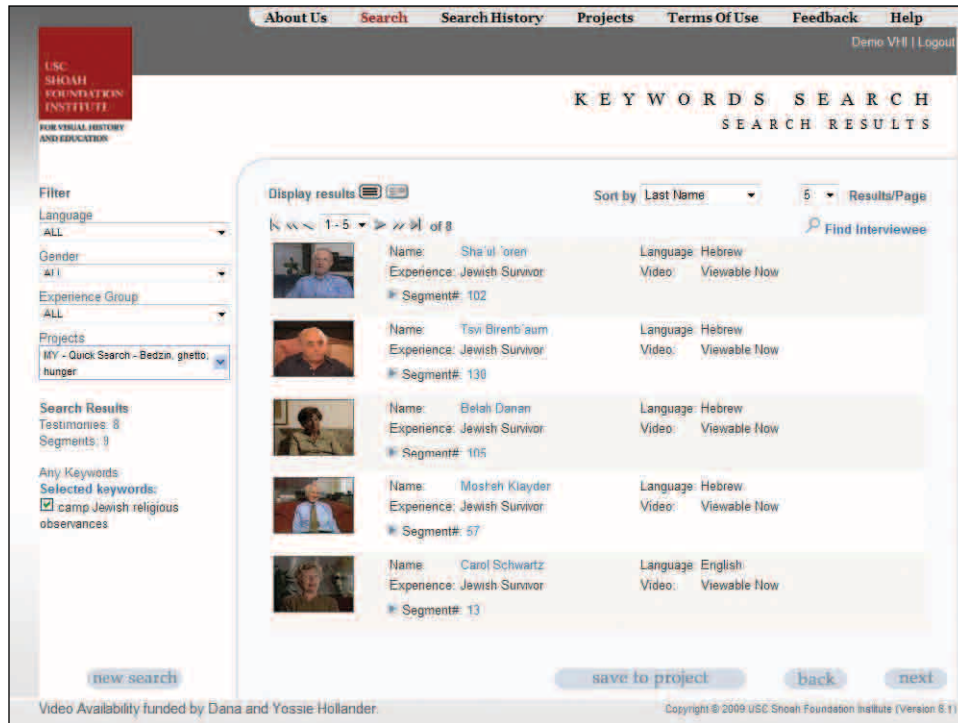 About Us Search Search History Projects Terms Of Use Feedback Help
Demo VHI | Logout
USC
SHOAH
FOUNDATION
INSTITUTE
FOR VISUAL HISTORY
AND EDUCATION
KEYWORDS SEARCH
SEARCH RESULTS
Filter
Language
ALL
Gender
ALL
Experience Group
ALL
Projects
MY - Quick Search - Bedzin, ghetto,
hunger
Search Results
Testimonies: 8
Segments: 9
Any Keywords
Selected keywords:
camp Jewish religious
observances
Display results
Sort by Last Name
5 Results/Page
1 - 5 of 8
Find Interviewee
Name: Sha'ul 'oren Language: Hebrew
Experience: Jewish Survivor Video: Viewable Now
Segment#: 102
Name: Tsvi Birenb'aum Language: Hebrew
Experience: Jewish Survivor Video: Viewable Now
Segment#: 130
Name: Belah Danan Language: Hebrew
Experience: Jewish Survivor Video: Viewable Now
Segment#: 105
Name: Mosheh Klayder Language: Hebrew
Experience: Jewish Survivor Video: Viewable Now
Segment#: 57
Name: Carol Schwartz Language: English
Experience: Jewish Survivor Video: Viewable Now
Segment#: 13
new search
save to project back next
Video Availability funded by Dana and Yossie Hollander.
Copyright © 2009 USC Shoah Foundation Institute (Version 8.1)